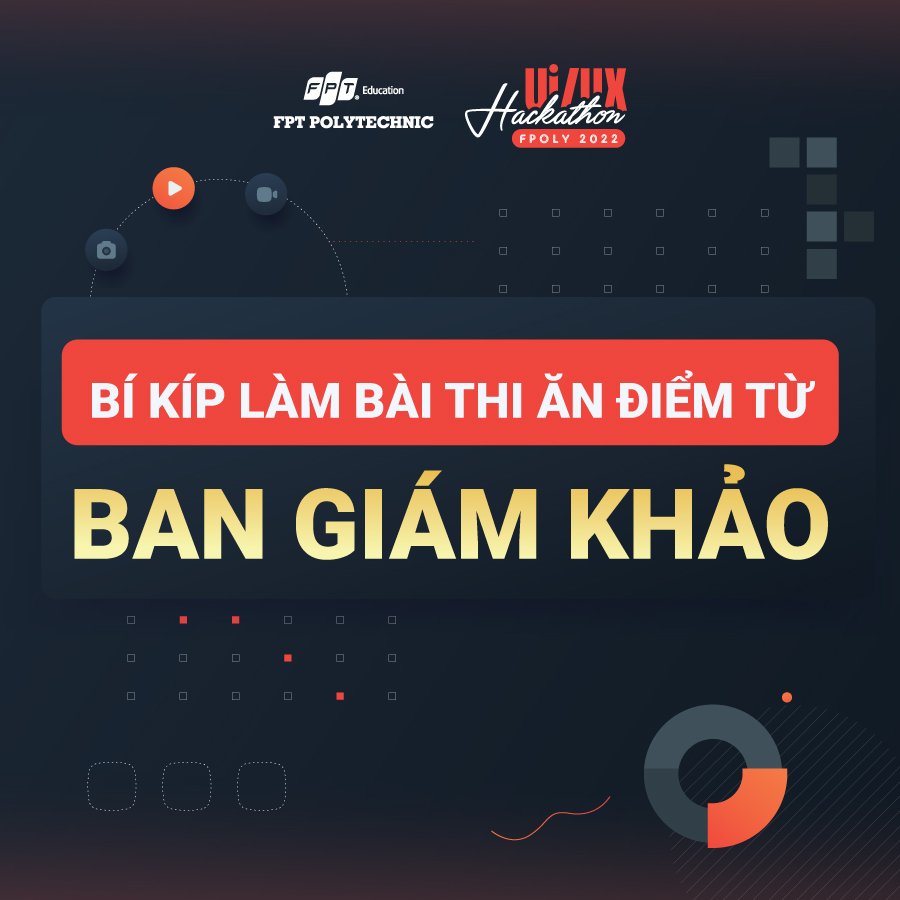 FPT Education
FPT POLYTECHNIC
Ui/UX
Hackathon
FPOLY 2022
BÍ KÍP LÀM BÀI THI ĂN ĐIỂM TỪ
BAN GIÁM KHẢO